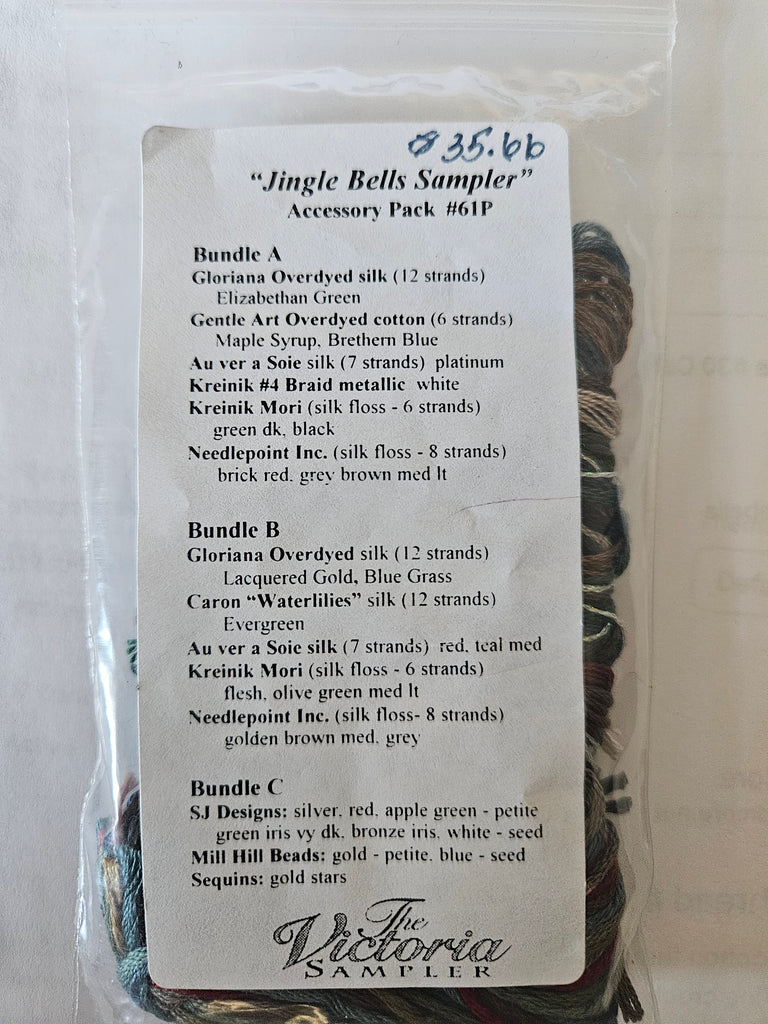 $35.66
"Jingle Bells Sampler"
Accessory Pack #61P
Bundle A
Gloriana Overdyed silk (12 strands)
Elizabethan Green
Gentle Art Overdyed cotton (6 strands)
Maple Syrup, Brethern Blue
Au ver a Soie silk (7 strands) platinum
Kreinik #4 Braid metallic white
Kreinik Mori (silk floss - 6 strands)
green dk, black
Needlepoint Inc. (silk floss - 8 strands)
brick red, grey brown med lt
Bundle B
Gloriana Overdyed silk (12 strands)
Lacquered Gold, Blue Grass
Caron "Waterlilies" silk (12 strands)
Evergreen
Au ver a Soie silk (7 strands) red, teal med
Kreinik Mori (silk floss - 6 strands)
flesh, olive green med lt
Needlepoint Inc. (silk floss- 8 strands)
golden brown med, grey
Bundle C
SJ Designs: silver, red, apple green - petite
green iris vy dk, bronze iris, white - seed
Mill Hill Beads: gold - petite, blue - seed
Sequins: gold stars
The
Victoria
SAMPLER